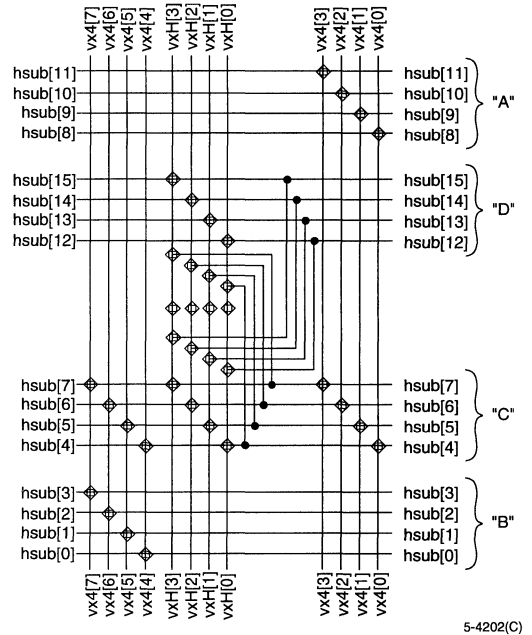 vx4[7] vx4[6] vx4[5] vx4[4] vxH[3] vxH[2] vxH[1] vxH[0] vx4[3] vx4[2] vx4[1] vx4[0]
hsub[11] hsub[11]
hsub[10] hsub[10]
hsub[9] hsub[9]
hsub[8] hsub[8]
"A"
hsub[15] hsub[15]
hsub[14] hsub[14]
hsub[13] hsub[13]
hsub[12] hsub[12]
"D"
hsub[7] hsub[7]
hsub[6] hsub[6]
hsub[5] hsub[5]
hsub[4] hsub[4]
"C"
hsub[3] hsub[3]
hsub[2] hsub[2]
hsub[1] hsub[1]
hsub[0] hsub[0]
"B"
vx4[7] vx4[6] vx4[5] vx4[4] vxH[3] vxH[2] vxH[1] vxH[0] vx4[3] vx4[2] vx4[1] vx4[0]
5-4202(C)